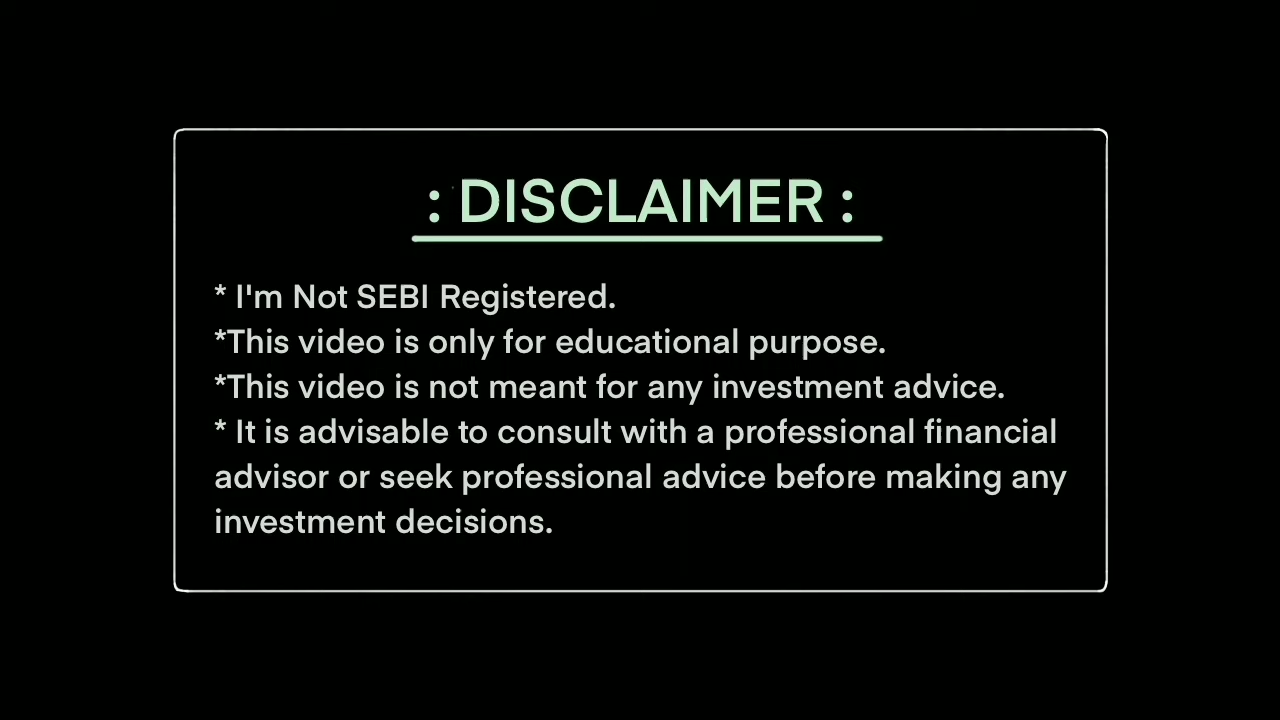 : DISCLAIMER :
* I'm Not SEBI Registered.
*This video is only for educational purpose.
*This video is not meant for any investment advice.
* It is advisable to consult with a professional financial
advisor or seek professional advice before making any
investment decisions.